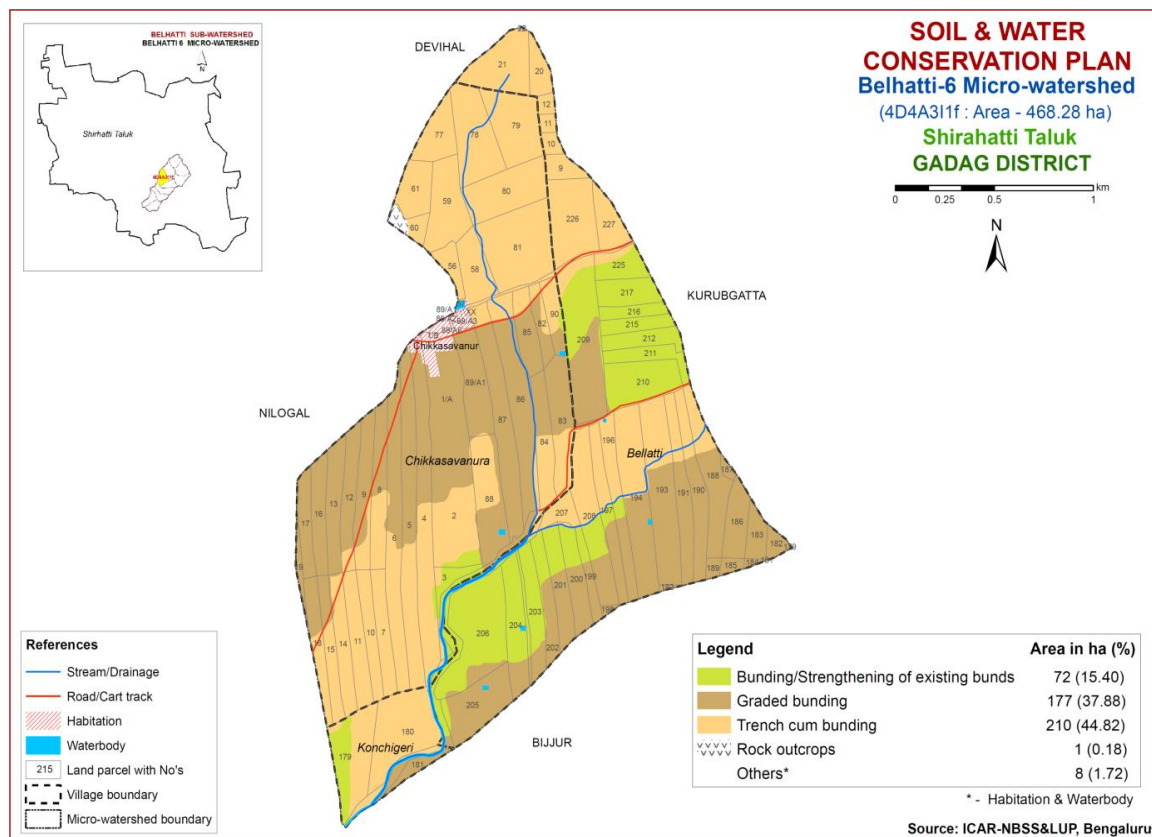 BELHATTI SUB-WATERSHED
BELHATTI 6 MICRO-WATERSHED
N
Shirhatti Taluk
SOIL & WATER
CONSERVATION PLAN
Belhatti-6 Micro-watershed
(4D4A3I1f : Area - 468.28 ha)
Shirahatti Taluk
GADAG DISTRICT
km
0 0.25 0.5 1
N
DEVIHAL
21
20
12
77
78
79
11
10
9
61
59
80
60
226
227
81
56
58
225
KURUBGATTA
217
89/A1
XX
90
216
82
85
215
209
212
Chikkasavanur
211
89/A1
210
1/A
86
NILOGAL
87
83
84
196
Bellatti
Chikkasavanura
8
9
12
13
16
17
88
2
4
5
6
188
187
190
191
193
194
197
207
208
186
183
182
3
189
185
199
200
201
203
204
206
202
205
19
18
15
14
11
10
7
180
Konchigeri
179
181
BIJJUR
References
Stream/Drainage
Road/Cart track
Habitation
Waterbody
215 Land parcel with No's
Village boundary
Micro-watershed boundary
Legend Area in ha (%)
Bunding/Strengthening of existing bunds 72 (15.40)
Graded bunding 177 (37.88)
Trench cum bunding 210 (44.82)
Rock outcrops 1 (0.18)
Others* 8 (1.72)
* - Habitation & Waterbody
Source: ICAR-NBSS&LUP, Bengaluru